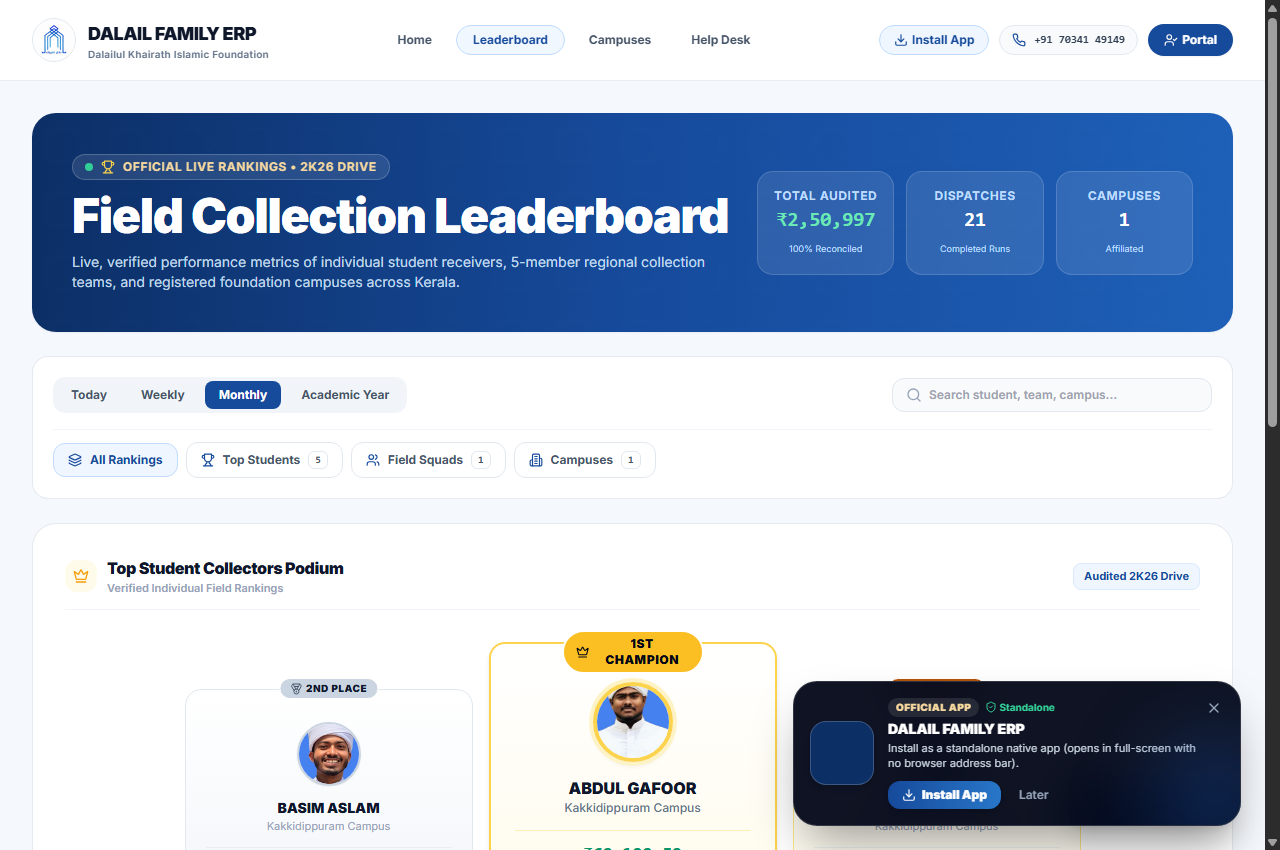 DALAIL FAMILY ERP
Dalailul Khairath Islamic Foundation
Home
Leaderboard
Campuses
Help Desk
Install App
+91 70341 49149
Portal
OFFICIAL LIVE RANKINGS • 2K26 DRIVE
Field Collection Leaderboard
Live, verified performance metrics of individual student receivers, 5-member regional collection
teams, and registered foundation campuses across Kerala.
TOTAL AUDITED
₹2,50,997
100% Reconciled
DISPATCHES
21
Completed Runs
CAMPUSES
1
Affiliated
Today
Weekly
Monthly
Academic Year
Search student, team, campus...
All Rankings
Top Students 5
Field Squads 1
Campuses 1
Top Student Collectors Podium
Verified Individual Field Rankings
Audited 2K26 Drive
2ND PLACE
BASIM ASLAM
Kakkidippuram Campus
1ST
CHAMPION
ABDUL GAFOOR
Kakkidippuram Campus
Kakkidippuram Campus
OFFICIAL APP
Standalone
DALAIL FAMILY ERP
Install as a standalone native app (opens in full-screen with
no browser address bar).
Install App
Later